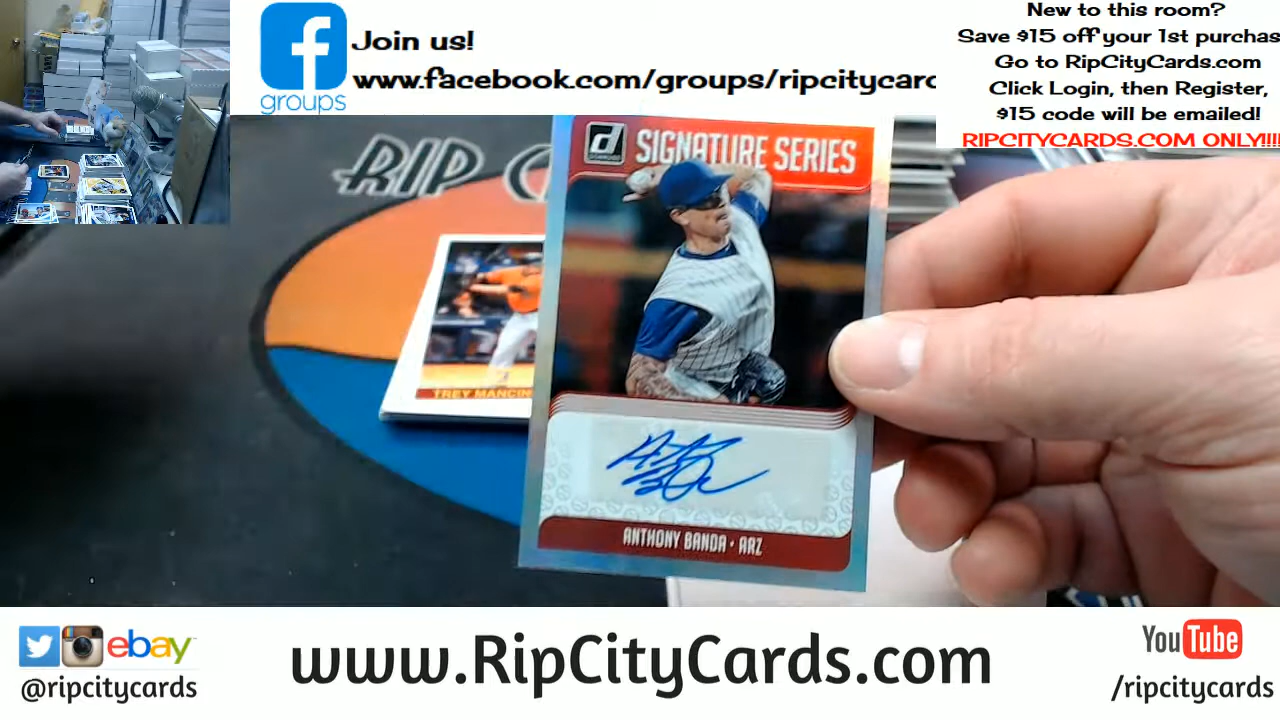 groups
Join us!
www.facebook.com/groups/ripcitycarc
New to this room?
Save $15 off your 1st purchas
Go to RipCityCards.com
Click Login, then Register,
$15 code will be emailed!
RIPCITYCARDS.COM ONLY!!!!
RIP C
SIGNATURE SERIES
TREY MANCIN
ANTHONY BANDA • ARZ
ebay
@ripcitycards
www.RipCityCards.com
YouTube
/ripcitycards